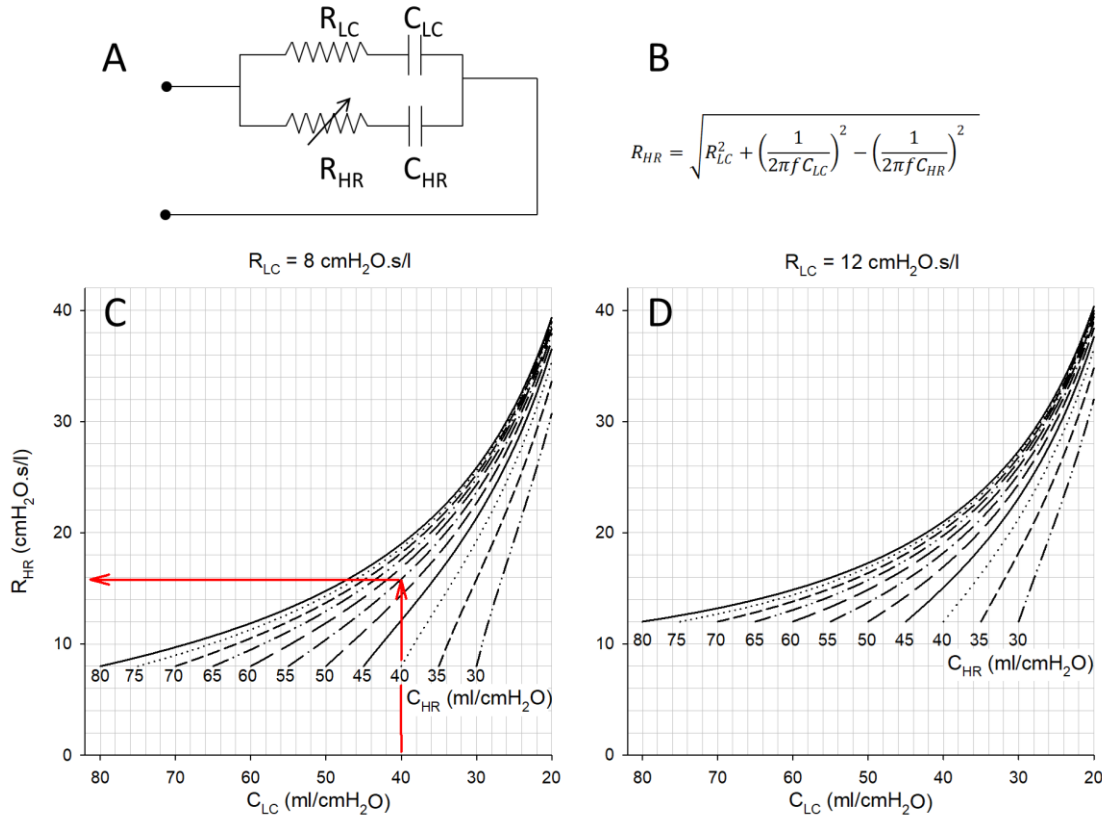 A
R_LC C_LC
R_HR C_HR
B
R_HR = √(R_LC^2 + (1/(2πfC_LC))^2 − (1/(2πfC_HR))^2)
R_LC = 8 cmH₂O.s/l
C
R_HR (cmH₂O.s/l)
40
30
20
10
0
80 75 70 65 60 55 50 45 40 35 30
C_HR (ml/cmH₂O)
80 70 60 50 40 30 20
C_LC (ml/cmH₂O)
R_LC = 12 cmH₂O.s/l
D
40
30
20
10
0
80 75 70 65 60 55 50 45 40 35 30
C_HR (ml/cmH₂O)
80 70 60 50 40 30 20
C_LC (ml/cmH₂O)